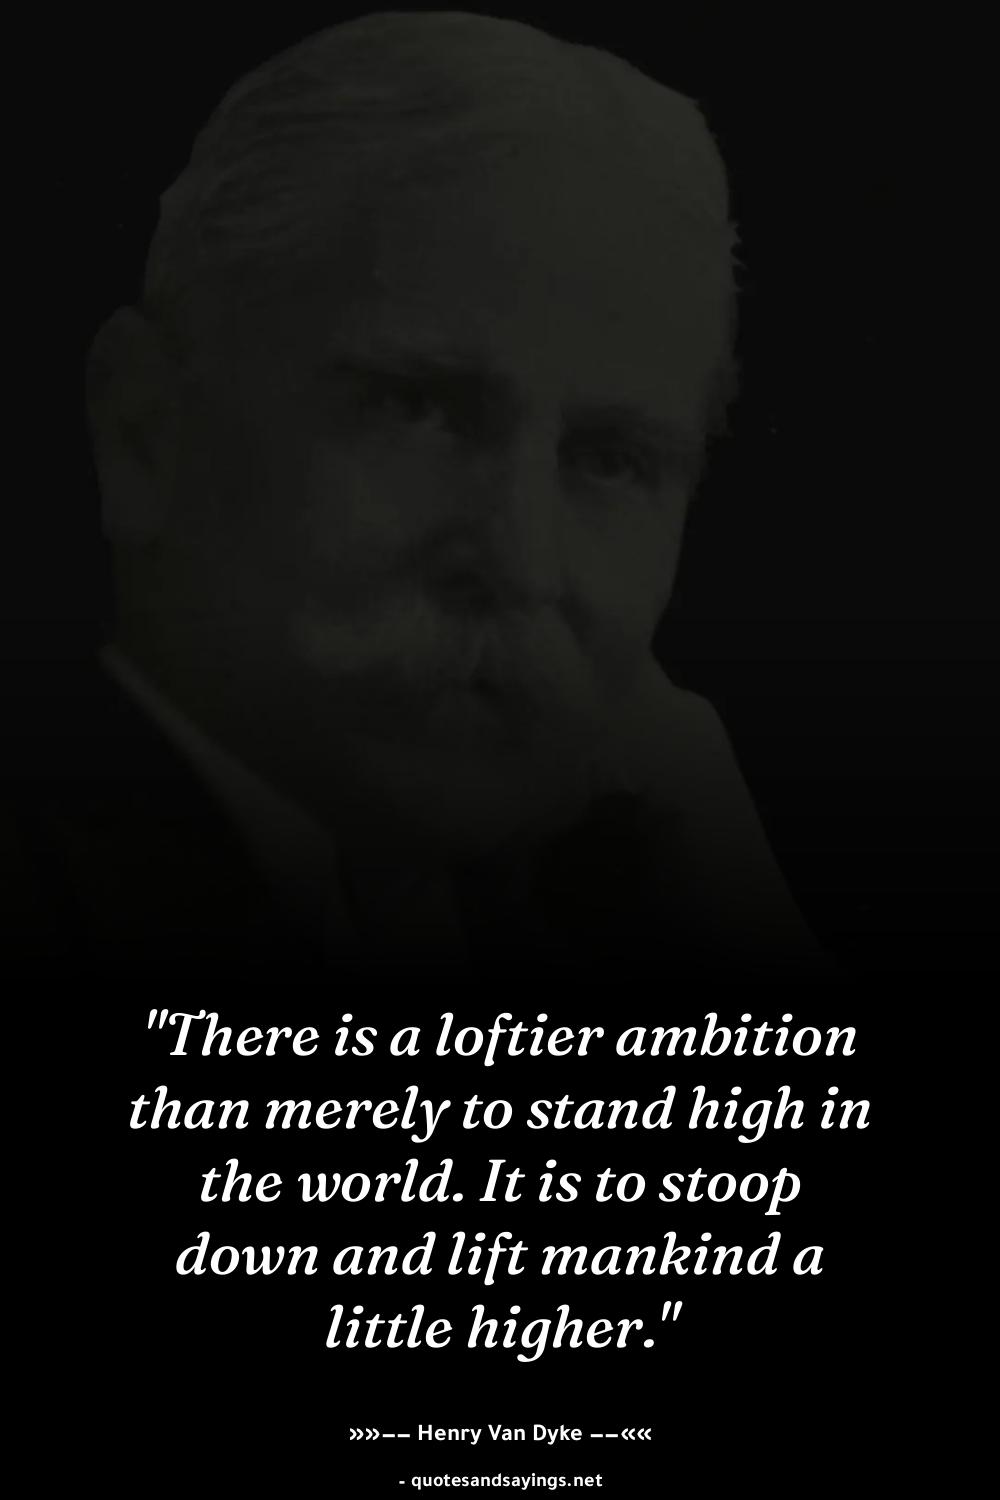 "There is a loftier ambition
than merely to stand high in
the world. It is to stoop
down and lift mankind a
little higher."
»»–– Henry Van Dyke ––««
- quotesandsayings.net